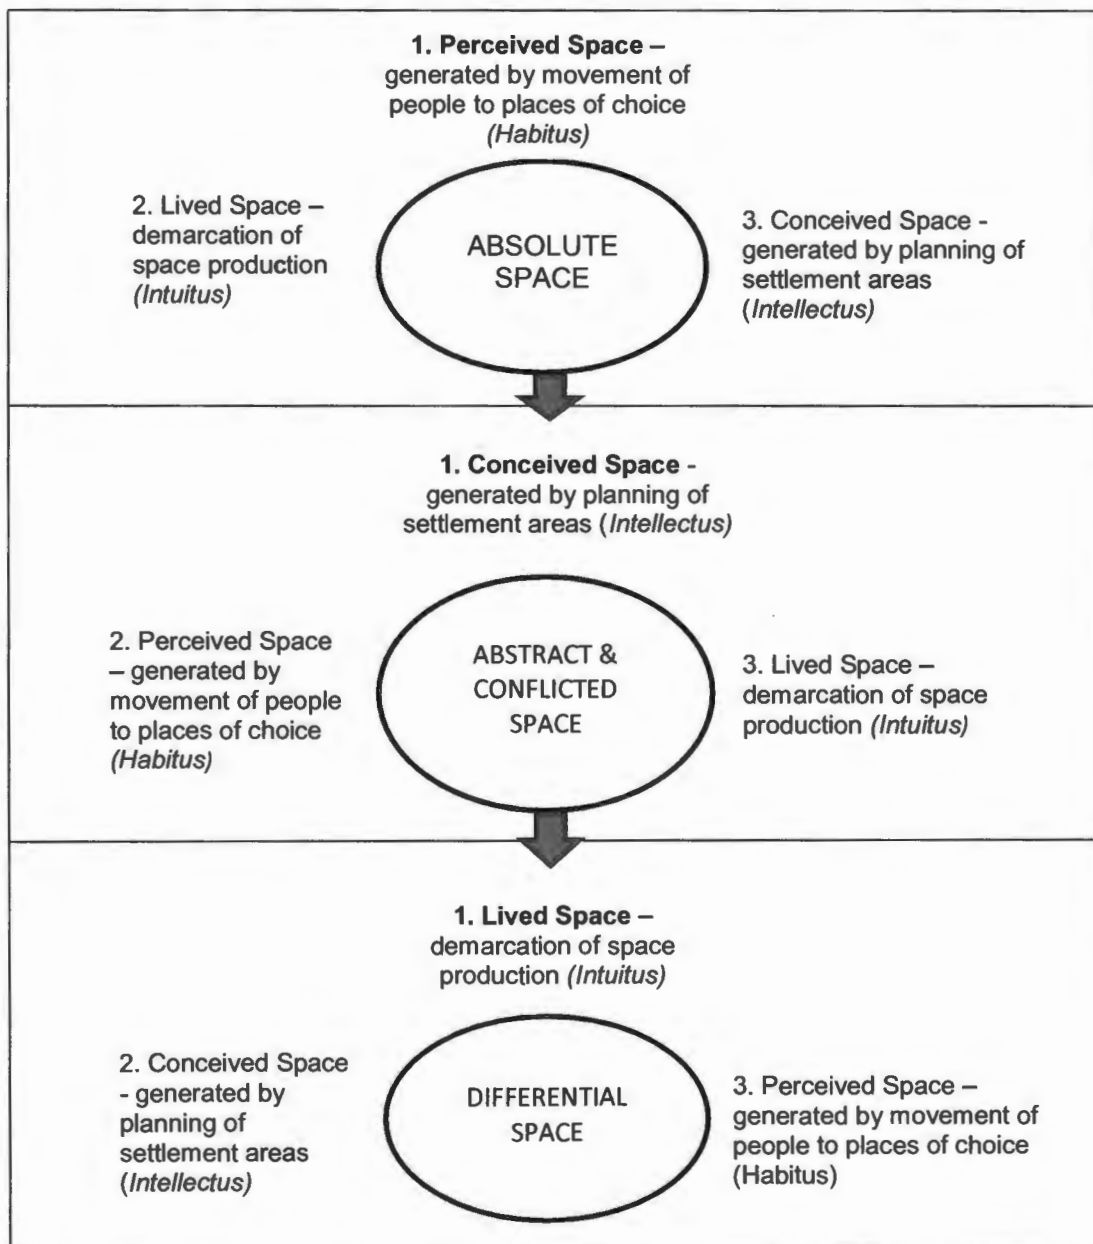 1. Perceived Space –
generated by movement of
people to places of choice
(Habitus)
2. Lived Space –
demarcation of
space production
(Intuitus)
ABSOLUTE
SPACE
3. Conceived Space -
generated by planning of
settlement areas
(Intellectus)
1. Conceived Space -
generated by planning of
settlement areas (Intellectus)
2. Perceived Space
– generated by
movement of people
to places of choice
(Habitus)
ABSTRACT &
CONFLICTED
SPACE
3. Lived Space –
demarcation of space
production (Intuitus)
1. Lived Space –
demarcation of space
production (Intuitus)
2. Conceived Space
- generated by
planning of
settlement areas
(Intellectus)
DIFFERENTIAL
SPACE
3. Perceived Space –
generated by movement of
people to places of choice
(Habitus)